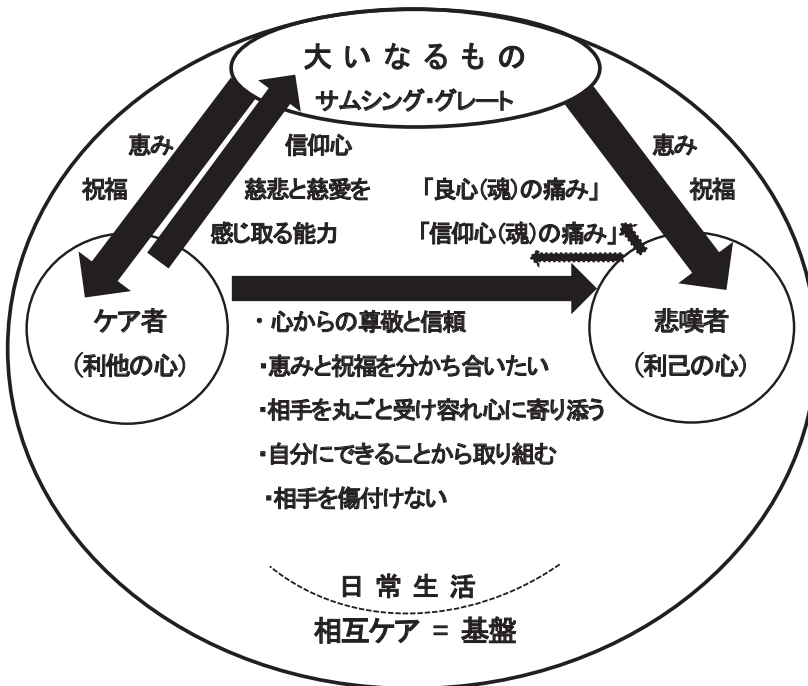 大いなるもの
サムシング・グレート
恵み
祝福
信仰心
慈悲と慈愛を
感じ取る能力
「良心(魂)の痛み」
「信仰心(魂)の痛み」
恵み
祝福
ケア者
(利他の心)
悲嘆者
(利己の心)
・心からの尊敬と信頼
・恵みと祝福を分かち合いたい
・相手を丸ごと受け容れ心に寄り添う
・自分にできることから取り組む
・相手を傷付けない
日常生活
相互ケア = 基盤